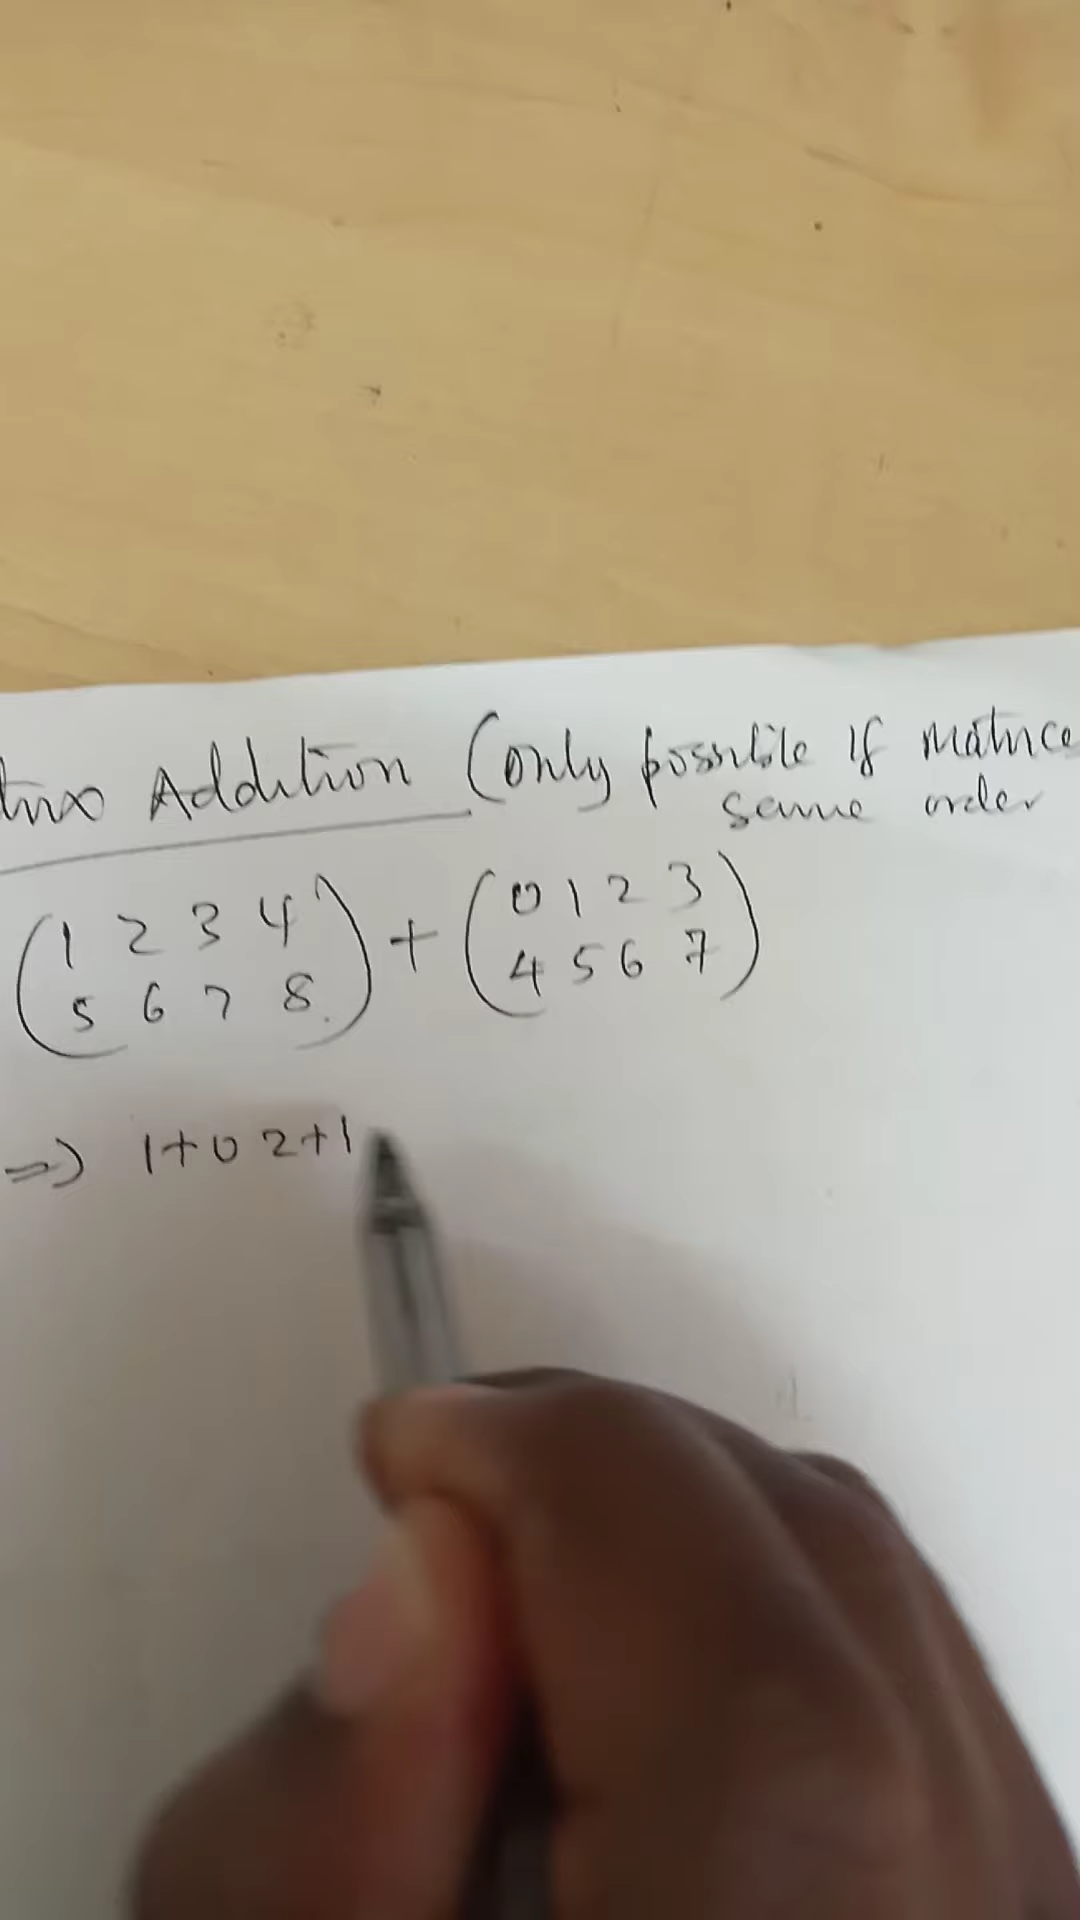 Addition (only possible if
same order
(1 2 3 4) + (0 1 2 3)
(5 6 7 8) (4 5 6 7)
=> 1+0 2+1